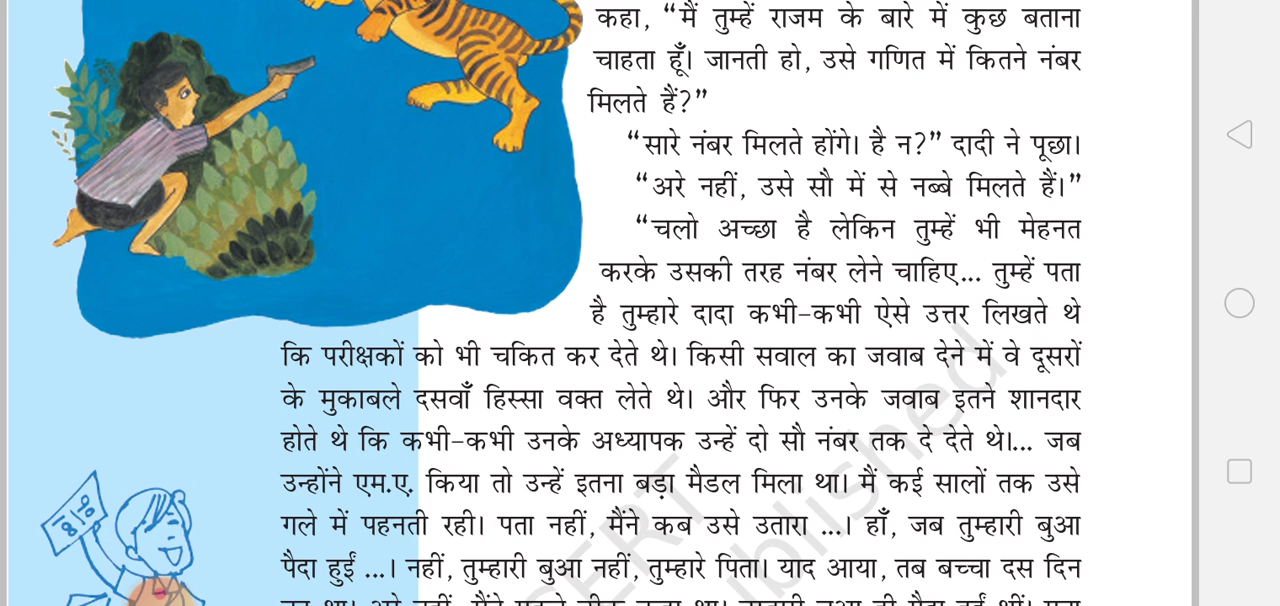 कहा, “मैं तुम्हें राजम के बारे में कुछ बताना
चाहता हूँ। जानती हो, उसे गणित में कितने नंबर
मिलते हैं?”
“सारे नंबर मिलते होंगे। है न?” दादी ने पूछा।
“अरे नहीं, उसे सौ में से नब्बे मिलते हैं।”
“चलो अच्छा है लेकिन तुम्हें भी मेहनत
करके उसकी तरह नंबर लेने चाहिए... तुम्हें पता
है तुम्हारे दादा कभी-कभी ऐसे उत्तर लिखते थे
कि परीक्षकों को भी चकित कर देते थे। किसी सवाल का जवाब देने में वे दूसरों
के मुकाबले दसवाँ हिस्सा वक्त लेते थे। और फिर उनके जवाब इतने शानदार
होते थे कि कभी-कभी उनके अध्यापक उन्हें दो सौ नंबर तक दे देते थे।... जब
उन्होंने एम.ए. किया तो उन्हें इतना बड़ा मैडल मिला था। मैं कई सालों तक उसे
गले में पहनती रही। पता नहीं, मैंने कब उसे उतारा ...। हाँ, जब तुम्हारी बुआ
पैदा हुईं ...। नहीं, तुम्हारी बुआ नहीं, तुम्हारे पिता। याद आया, तब बच्चा दस दिन